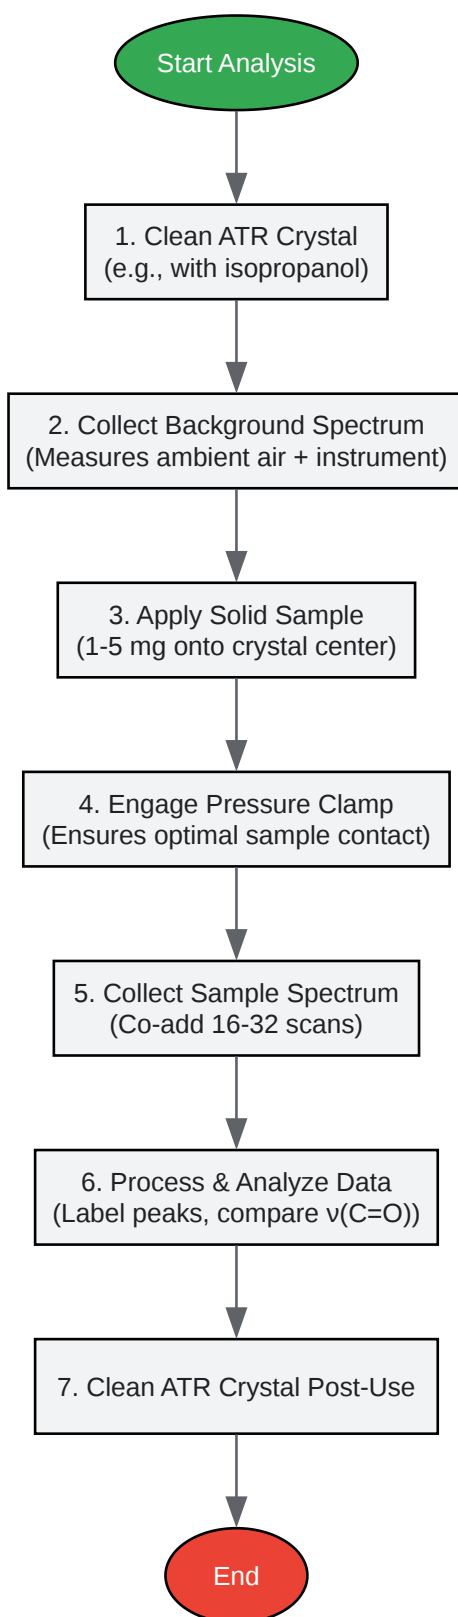 Start Analysis
1. Clean ATR Crystal
(e.g., with isopropanol)
2. Collect Background Spectrum
(Measures ambient air + instrument)
3. Apply Solid Sample
(1-5 mg onto crystal center)
4. Engage Pressure Clamp
(Ensures optimal sample contact)
5. Collect Sample Spectrum
(Co-add 16-32 scans)
6. Process & Analyze Data
(Label peaks, compare ν(C=O))
7. Clean ATR Crystal Post-Use
End